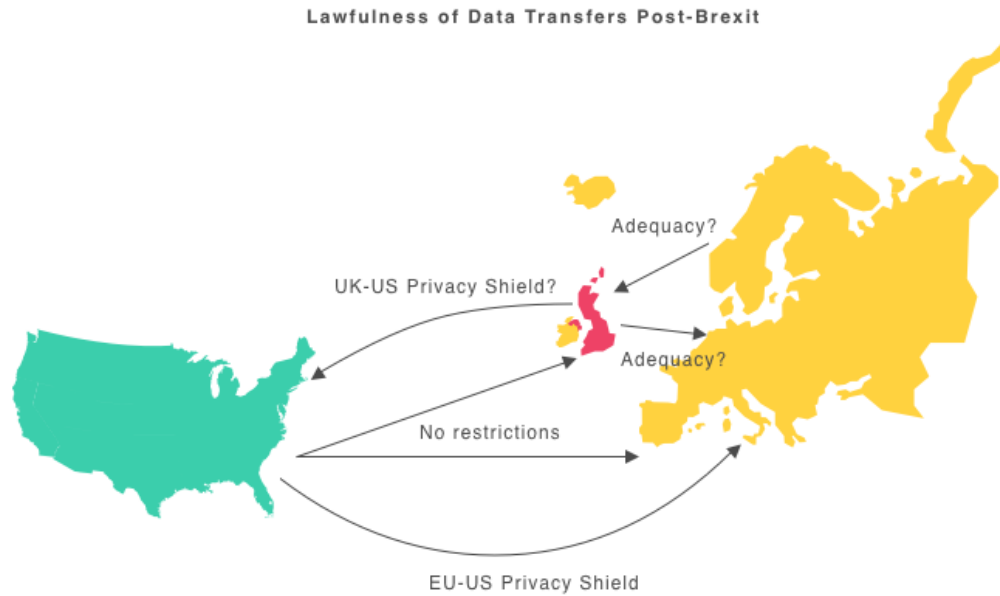 Lawfulness of Data Transfers Post-Brexit
Adequacy?
UK-US Privacy Shield?
Adequacy?
No restrictions
EU-US Privacy Shield